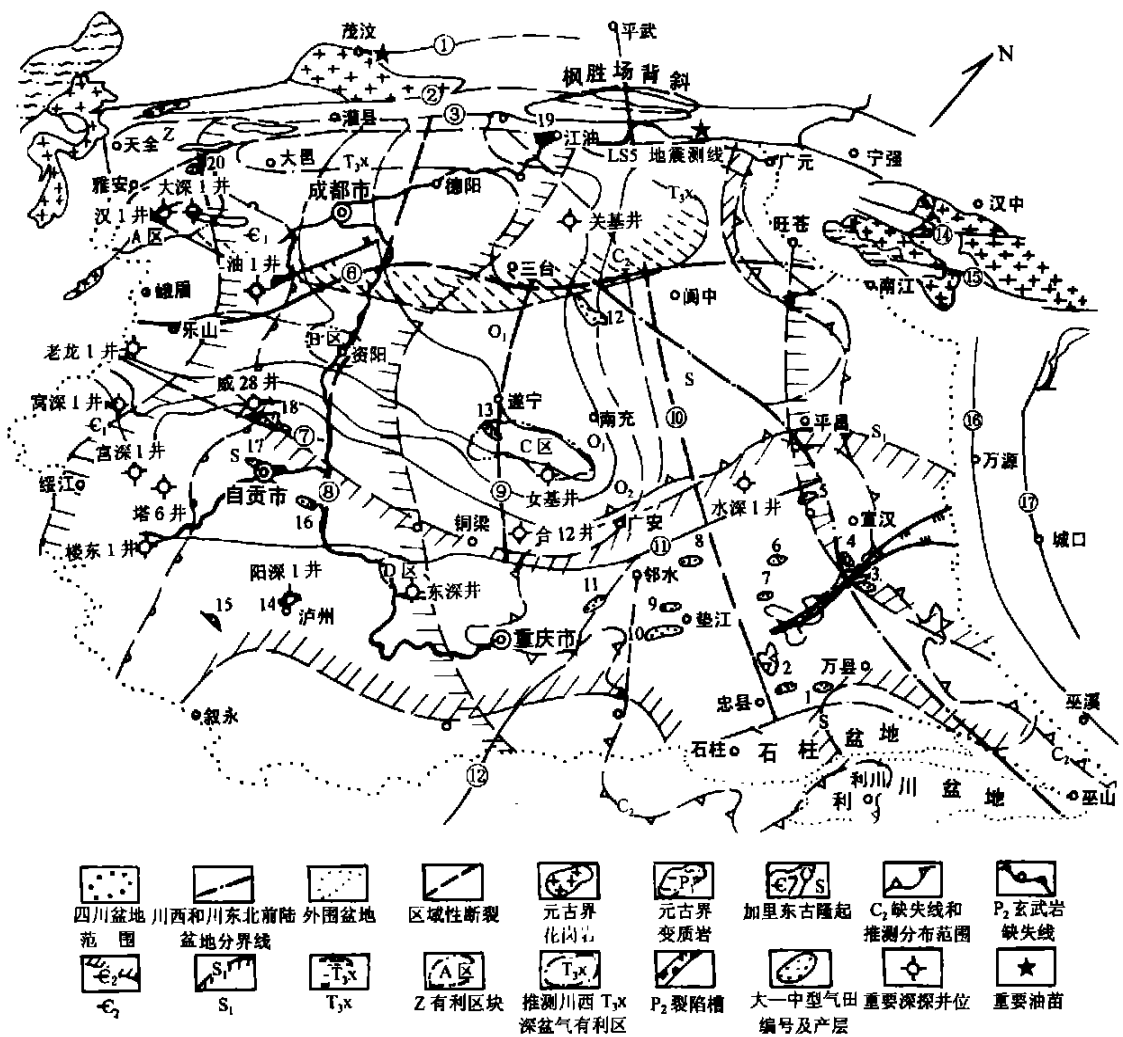 平武
茂汶
①
N
枫胜场背斜
②
③
灌县
19
江油
Z
天全
LS5 地震测线
广元
宁强
20
大邑
T₃x
雅安
大深1井
成都市
德阳
T₃x
汉中
汉1井
关基井
旺苍
⑭
A区
Є₁
C₂
油1井
⑥
三台
⑮
南江
峨眉
阆中
12
乐山
O₁
B区
资阳
老龙1井
S
威28井
遂宁
窝深1井
18
13
南充
⑩
⑯
Є₁
⑦
C区
O₁
平昌
S₁
宫深1井
17
S
万源
绥江
自贡市
⑧
⑨
女基井
O₂
水深1井
5
⑰
塔6井
16
铜梁
广安
宣汉
合12井
城口
楼东1井
⑪
8
6
4
阳深1井
D区
邻水
3
东深井
11
7
15
14
泸州
9
垫江
重庆市
10
2
万县
1
忠县
叙永
巫溪
S
石柱
石柱盆地
C₂
⑫
利川
C₂
利川盆地
巫山
P₁
Є₂
S
四川盆地范围
川西和川东北前陆盆地分界线
外围盆地
区域性断裂
元古界花岗岩
元古界变质岩
加里东古隆起
C₂缺失线和推测分布范围
P₂玄武岩缺失线
Є₂
S₁
T₃x
A区
T₃x
Є₂
S₁
T₃x
Z有利区块
推测川西T₃x深盆气有利区
P₂裂陷槽
大—中型气田编号及产层
重要深探井位
重要油苗